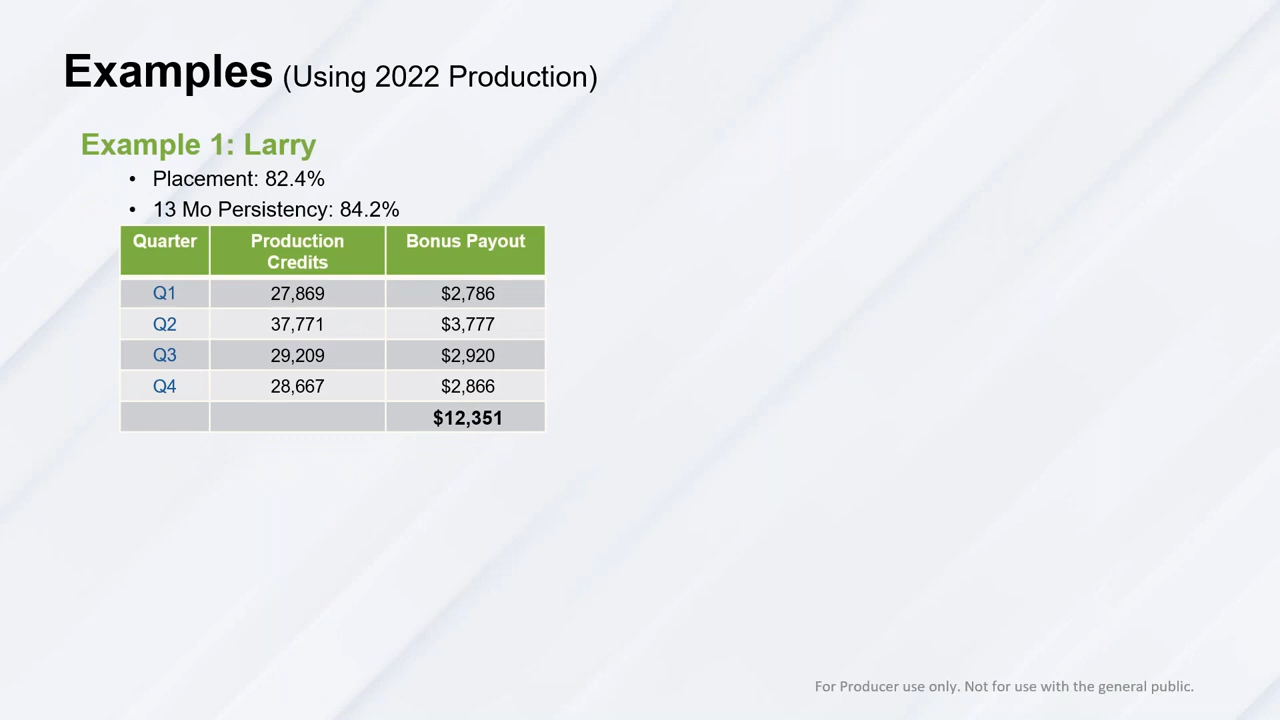 Examples (Using 2022 Production)
Example 1: Larry
• Placement: 82.4%
• 13 Mo Persistency: 84.2%
Quarter Production Credits Bonus Payout
Q1 27,869 $2,786
Q2 37,771 $3,777
Q3 29,209 $2,920
Q4 28,667 $2,866
$12,351
For Producer use only. Not for use with the general public.